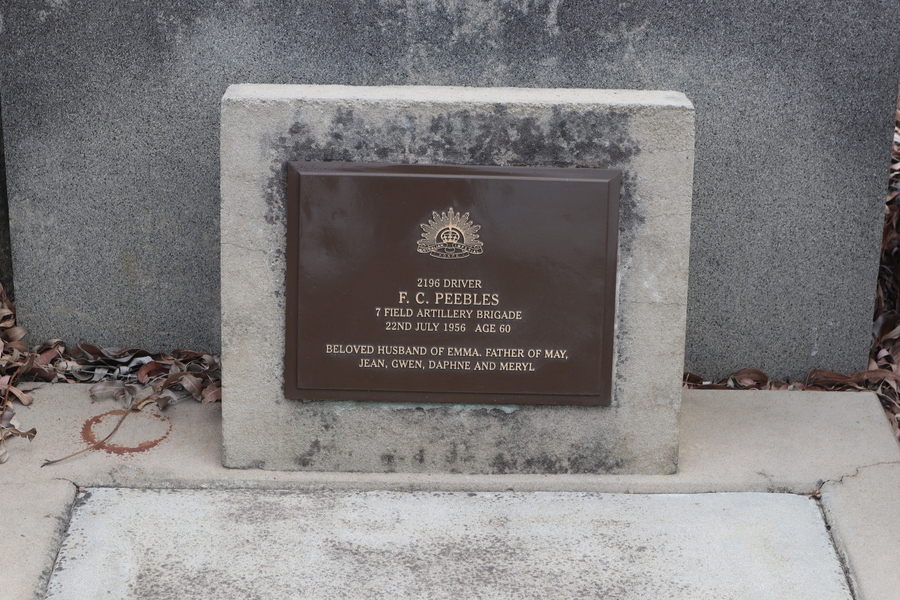 2196 DRIVER
F. C. PEEBLES
7 FIELD ARTILLERY BRIGADE
22ND JULY 1956 AGE 60
BELOVED HUSBAND OF EMMA. FATHER OF MAY,
JEAN, GWEN, DAPHNE AND MERYL